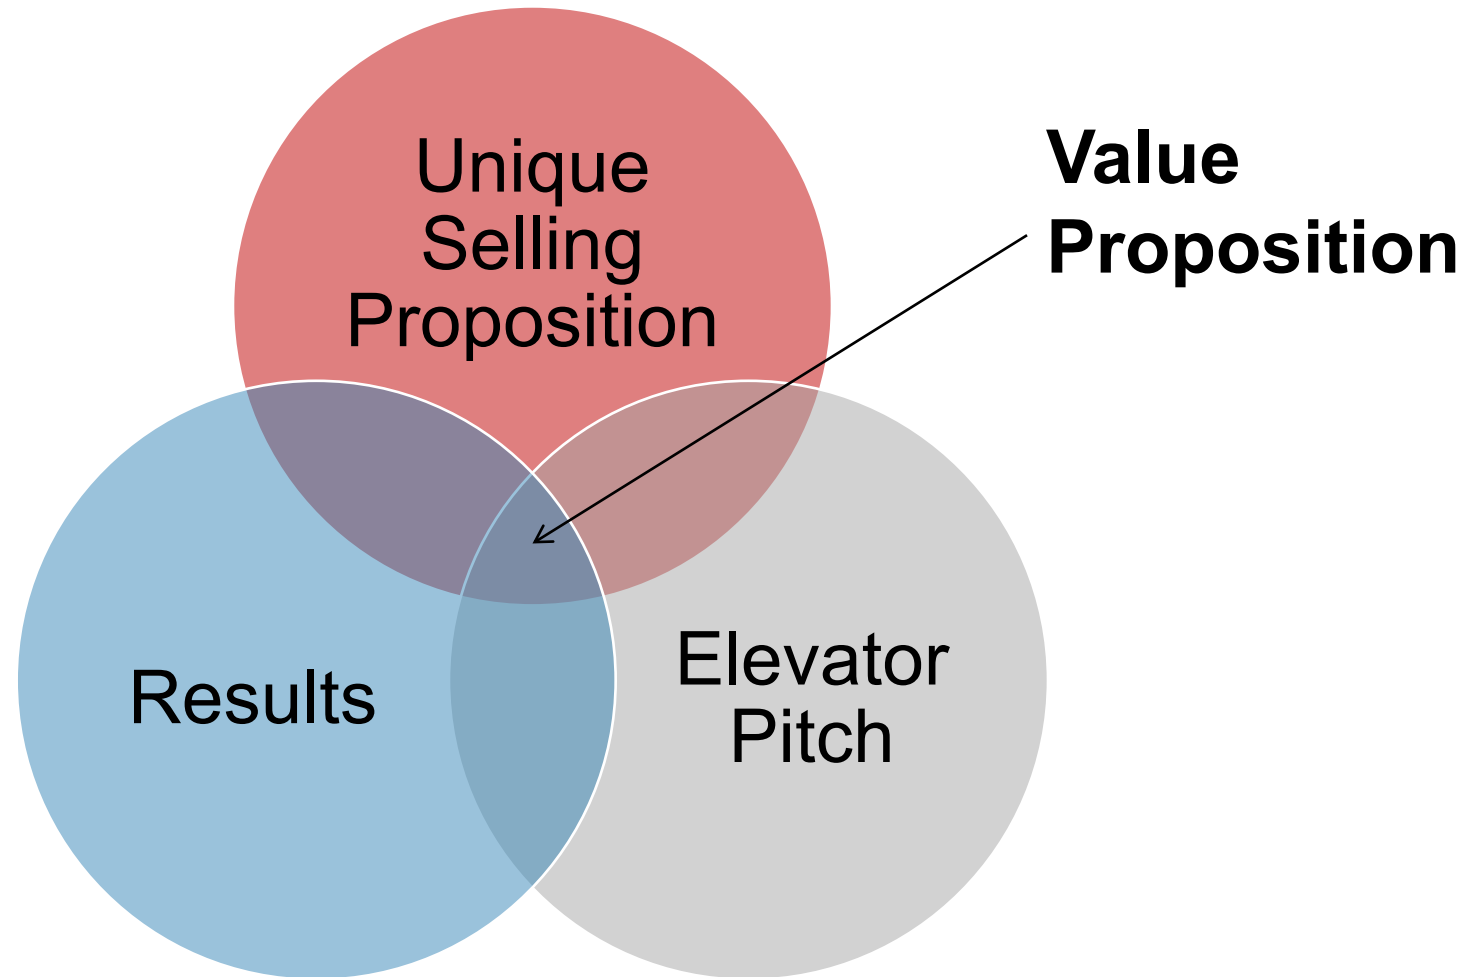 Unique
Selling
Proposition
Value
Proposition
Results
Elevator
Pitch